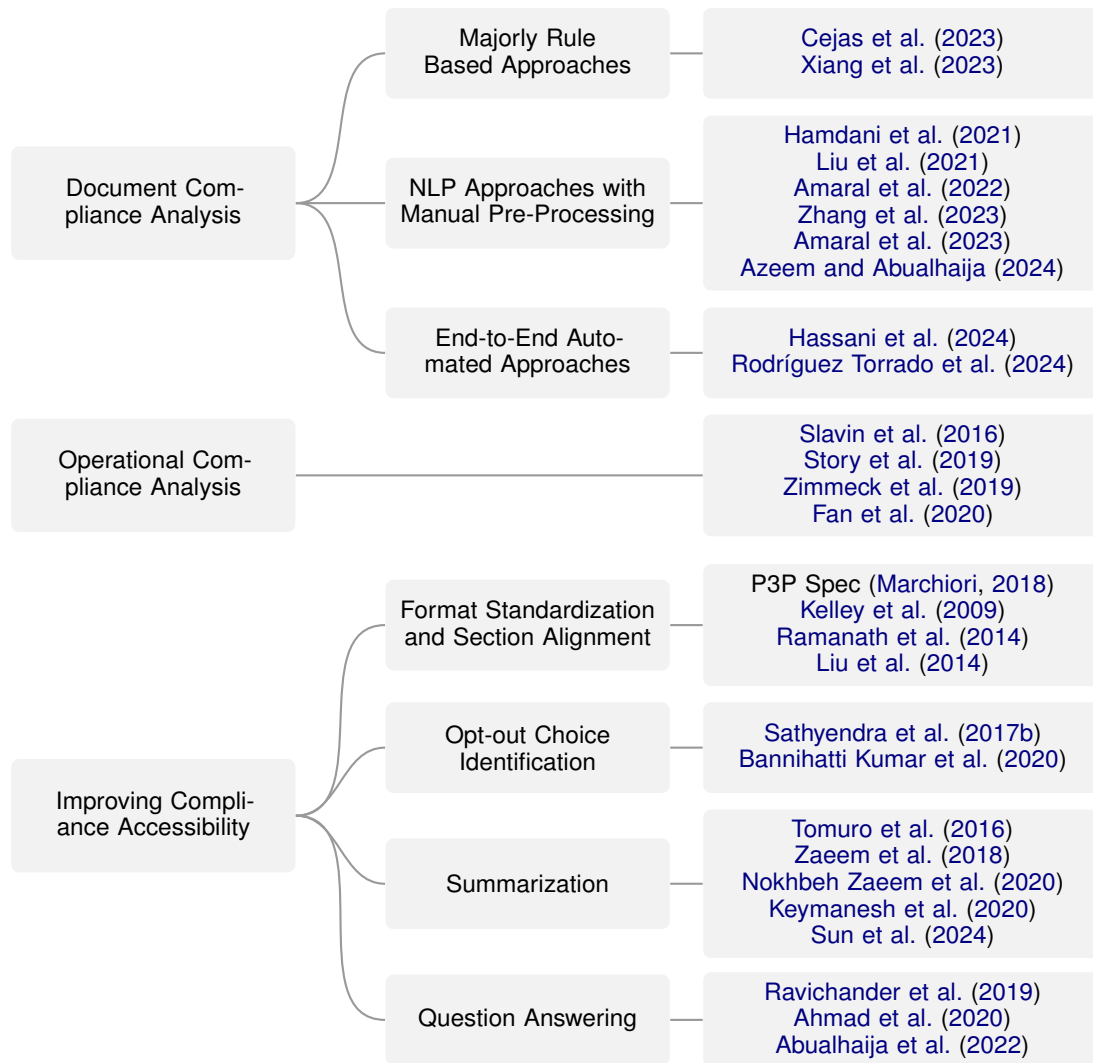 Document Com-
pliance Analysis
Majorly Rule
Based Approaches
Cejas et al. (2023)
Xiang et al. (2023)
NLP Approaches with
Manual Pre-Processing
Hamdani et al. (2021)
Liu et al. (2021)
Amaral et al. (2022)
Zhang et al. (2023)
Amaral et al. (2023)
Azeem and Abualhaija (2024)
End-to-End Auto-
mated Approaches
Hassani et al. (2024)
Rodríguez Torrado et al. (2024)
Operational Com-
pliance Analysis
Slavin et al. (2016)
Story et al. (2019)
Zimmeck et al. (2019)
Fan et al. (2020)
Improving Compli-
ance Accessibility
Format Standardization
and Section Alignment
P3P Spec (Marchiori, 2018)
Kelley et al. (2009)
Ramanath et al. (2014)
Liu et al. (2014)
Opt-out Choice
Identification
Sathyendra et al. (2017b)
Bannihatti Kumar et al. (2020)
Summarization
Tomuro et al. (2016)
Zaeem et al. (2018)
Nokhbeh Zaeem et al. (2020)
Keymanesh et al. (2020)
Sun et al. (2024)
Question Answering
Ravichander et al. (2019)
Ahmad et al. (2020)
Abualhaija et al. (2022)